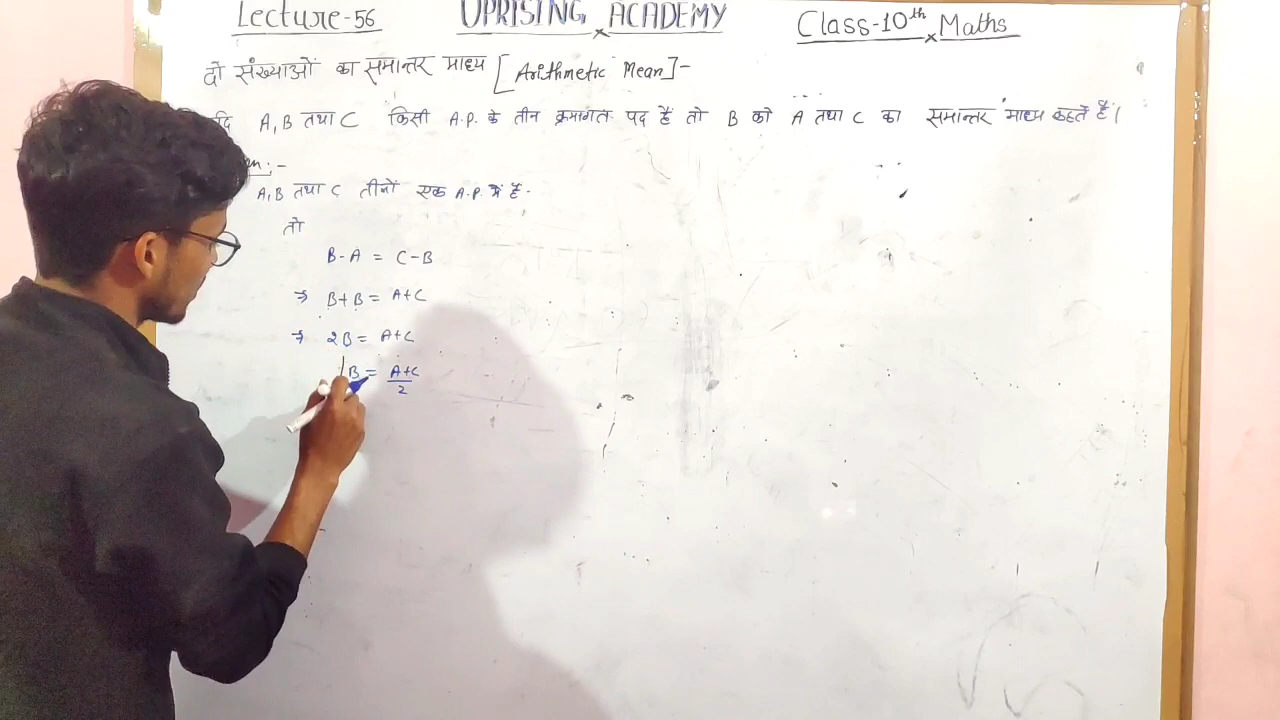 Lecture-56
UPRISING ACADEMY
Class-10th Maths
दो संख्याओं का समान्तर माध्य [Arithmetic Mean]-
A, B तथा C किसी A.P. के तीन क्रमागत पद हैं तो B को A तथा C का समान्तर माध्य कहते हैं।
A, B तथा C तीनों एक A.P. में हैं.
तो
B-A = C-B
⇒ B+B = A+C
⇒ 2B = A+C
B = A+C/2